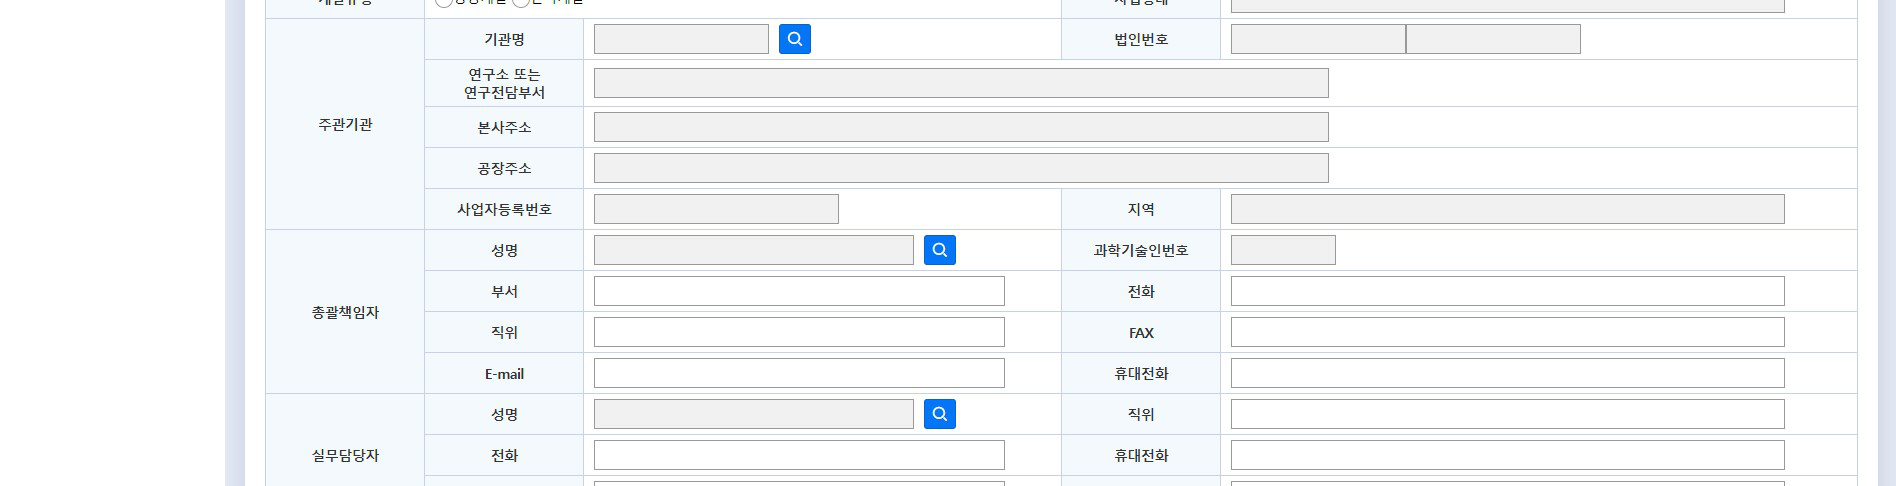 기관명
법인번호
연구소 또는
연구전담부서
주관기관
본사주소
공장주소
사업자등록번호
지역
성명
과학기술인번호
부서
전화
총괄책임자
직위
FAX
E-mail
휴대전화
성명
직위
실무담당자
전화
휴대전화